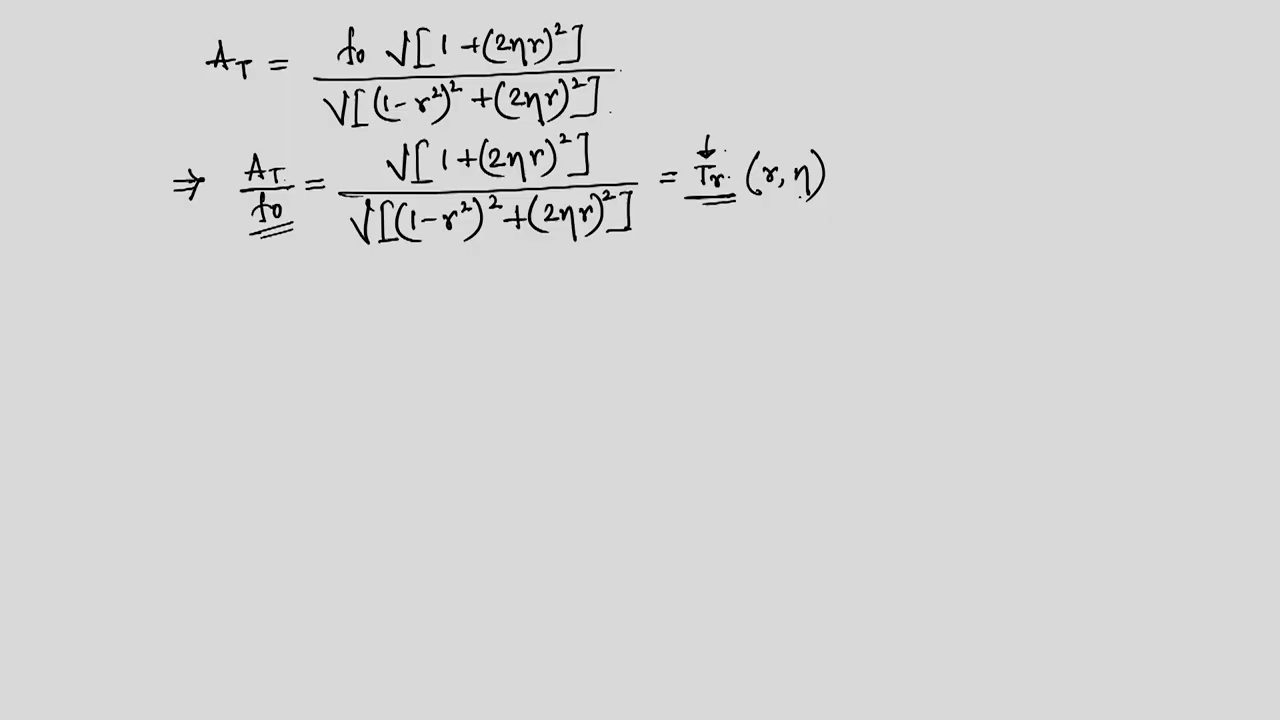 A_T = f₀ √[1 + (2ηr)²] / √[(1 - r²)² + (2ηr)²]
⇒ A_T / f₀ = √[1 + (2ηr)²] / √[(1 - r²)² + (2ηr)²] = Tr (r, η)